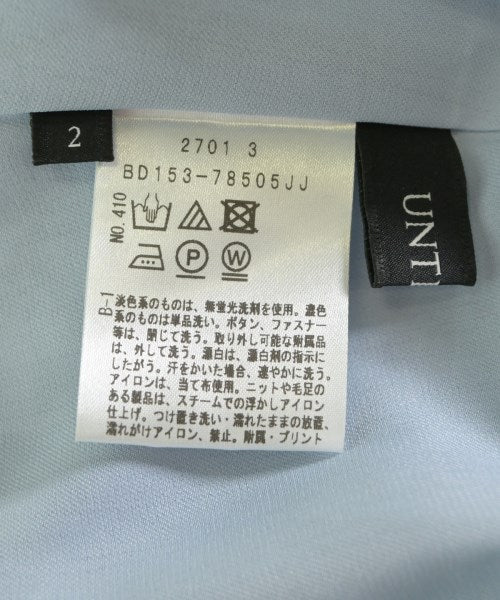 2
2701 3
BD153-78505JJ
NO. 410
P
W
B-1
淡色系のものは、無蛍光洗剤を使用。濃色
系のものは単品洗い。ボタン、ファスナー
等は、閉じて洗う。取り外し可能な附属品
は、外して洗う。漂白は、漂白剤の指示に
したがう。汗をかいた場合、速やかに洗う。
アイロンは、当て布使用。ニットや毛足の
ある製品は、スチームでの浮かしアイロン
仕上げ。つけ置き洗い・濡れたままの放置、
濡れがけアイロン、禁止。附属・プリント
UNT